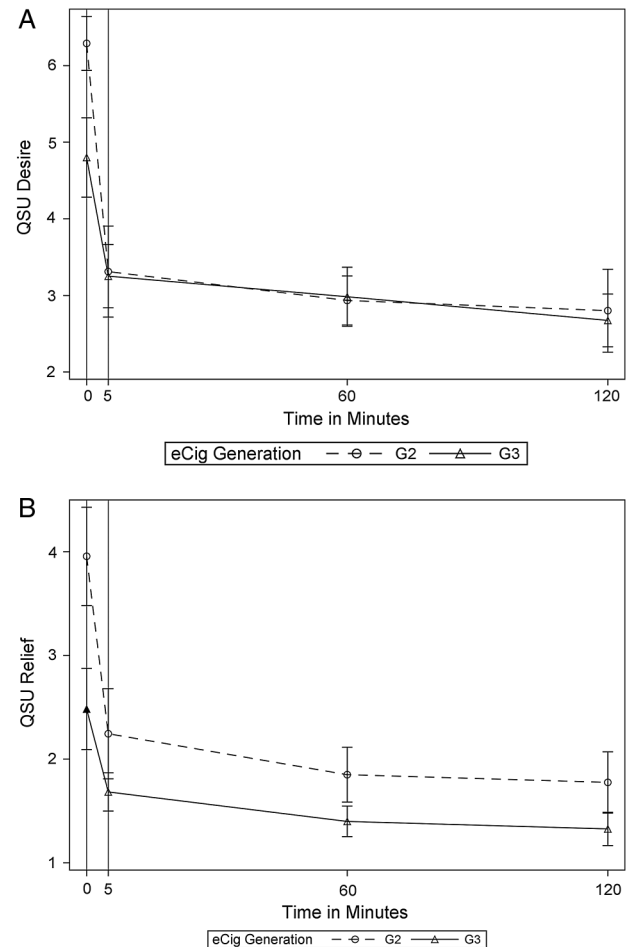 A
6
5
4
3
2
QSU Desire
0 5 60 120
Time in Minutes
eCig Generation G2 G3
B
4
3
2
1
QSU Relief
0 5 60 120
Time in Minutes
eCig Generation G2 G3